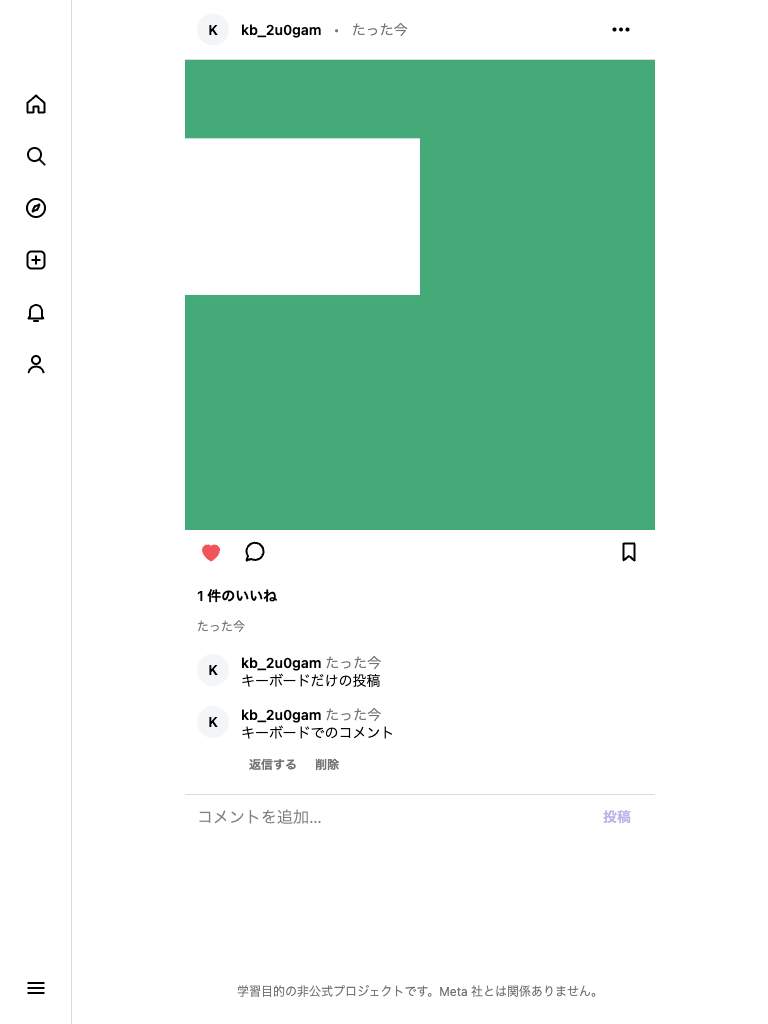 K kb_2u0gam • たった今
1 件のいいね
たった今
K kb_2u0gam たった今
キーボードだけの投稿
K kb_2u0gam たった今
キーボードでのコメント
返信する 削除
コメントを追加... 投稿
学習目的の非公式プロジェクトです。Meta 社とは関係ありません。